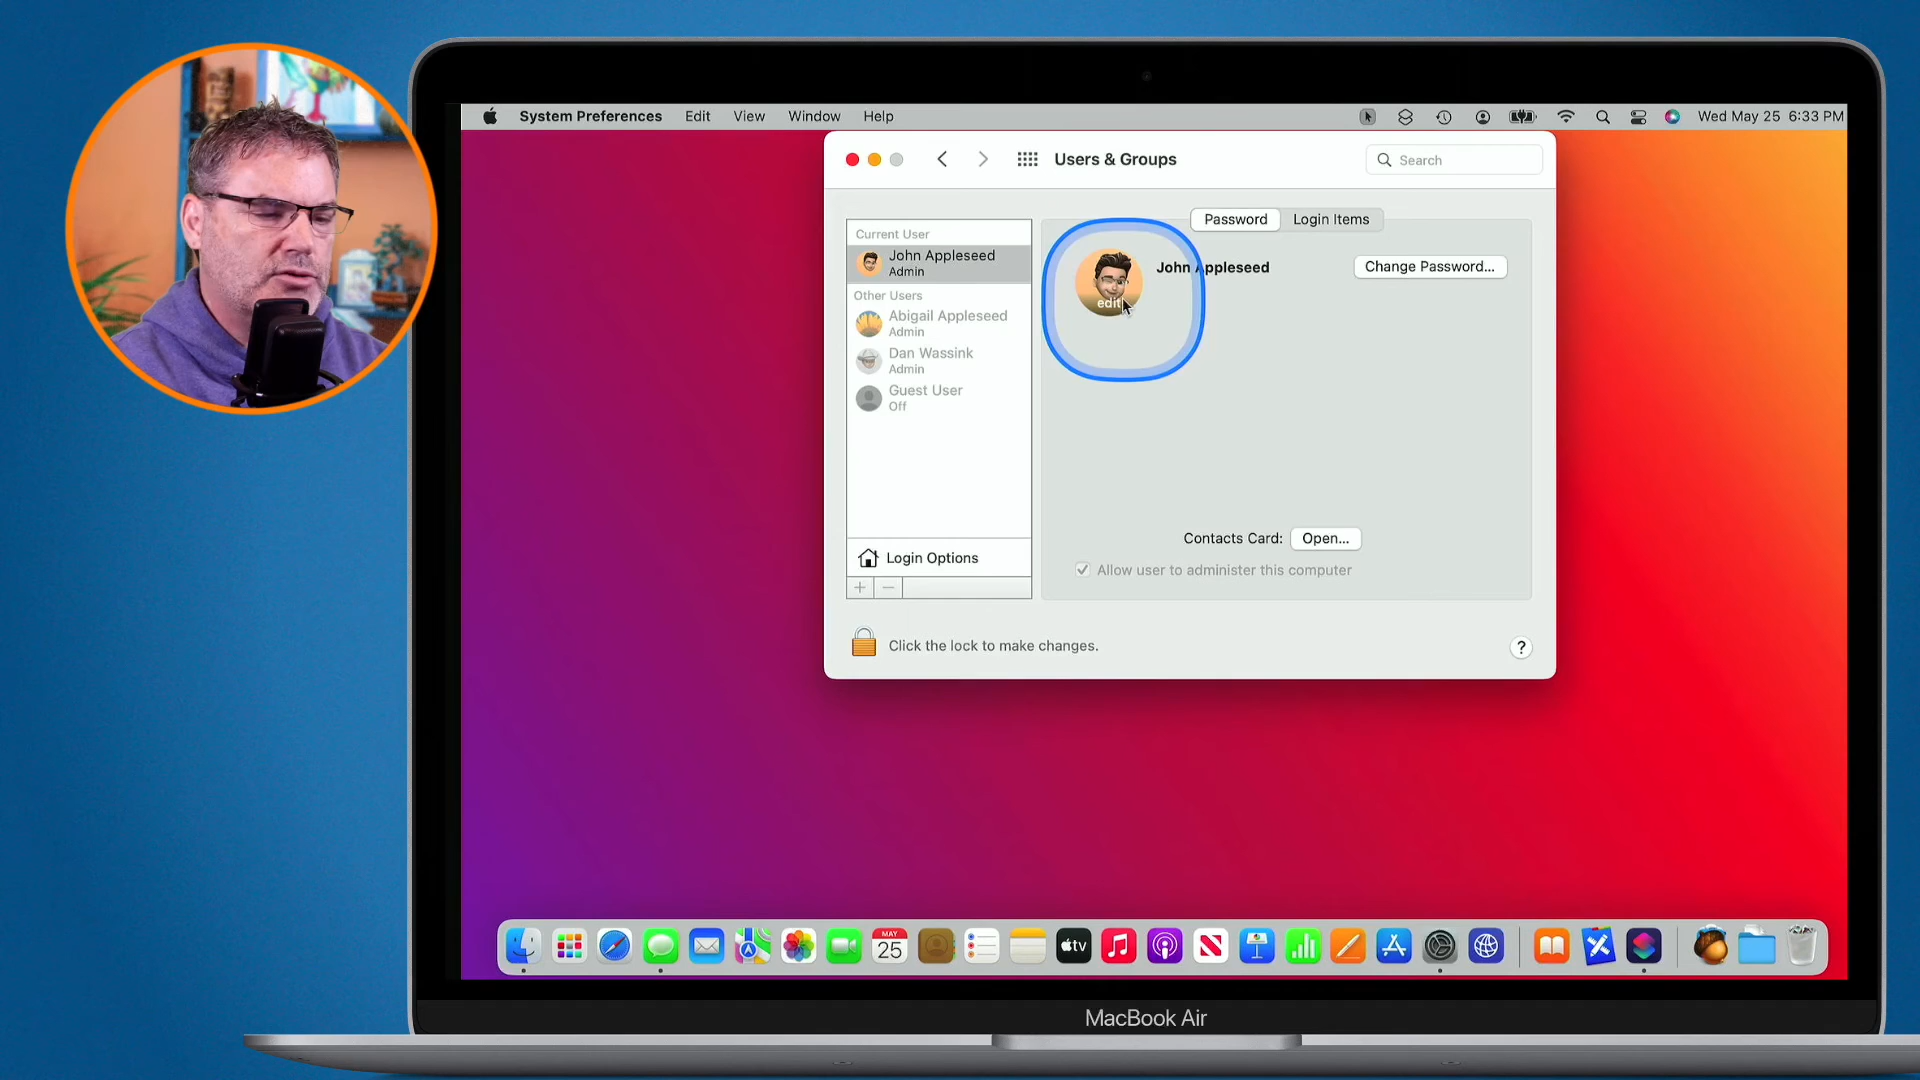 System Preferences Edit View Window Help Wed May 25 6:33 PM
Users & Groups
Search
Password Login Items
Current User
John Appleseed
Admin
Other Users
Abigail Appleseed
Admin
Dan Wassink
Admin
Guest User
Off
Login Options
+ −
edit
John Appleseed
Change Password...
Contacts Card: Open...
Allow user to administer this computer
Click the lock to make changes.
?
MAY
25
tv
MacBook Air